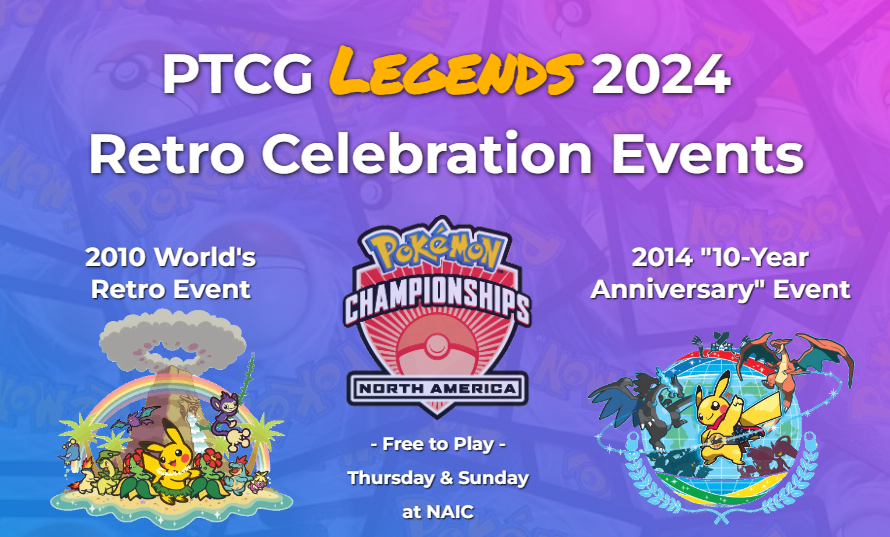 PTCG LEGENDS 2024
Retro Celebration Events
2010 World's
Retro Event
POKéMON
CHAMPIONSHIPS
NORTH AMERICA
2014 "10-Year
Anniversary" Event
- Free to Play -
Thursday & Sunday
at NAIC